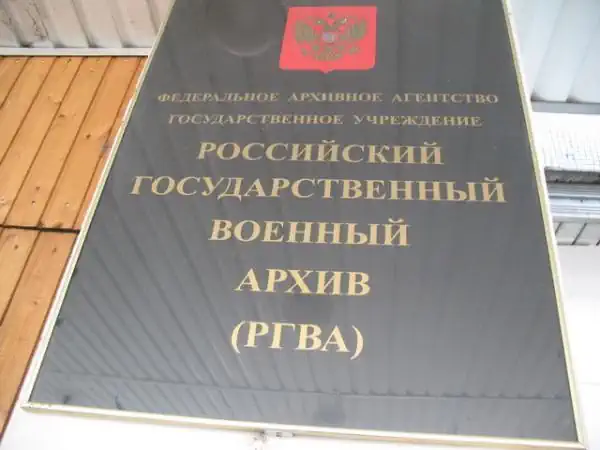 ФЕДЕРАЛЬНОЕ АРХИВНОЕ АГЕНТСТВО
ГОСУДАРСТВЕННОЕ УЧРЕЖДЕНИЕ
РОССИЙСКИЙ
ГОСУДАРСТВЕННЫЙ
ВОЕННЫЙ
АРХИВ
(РГВА)